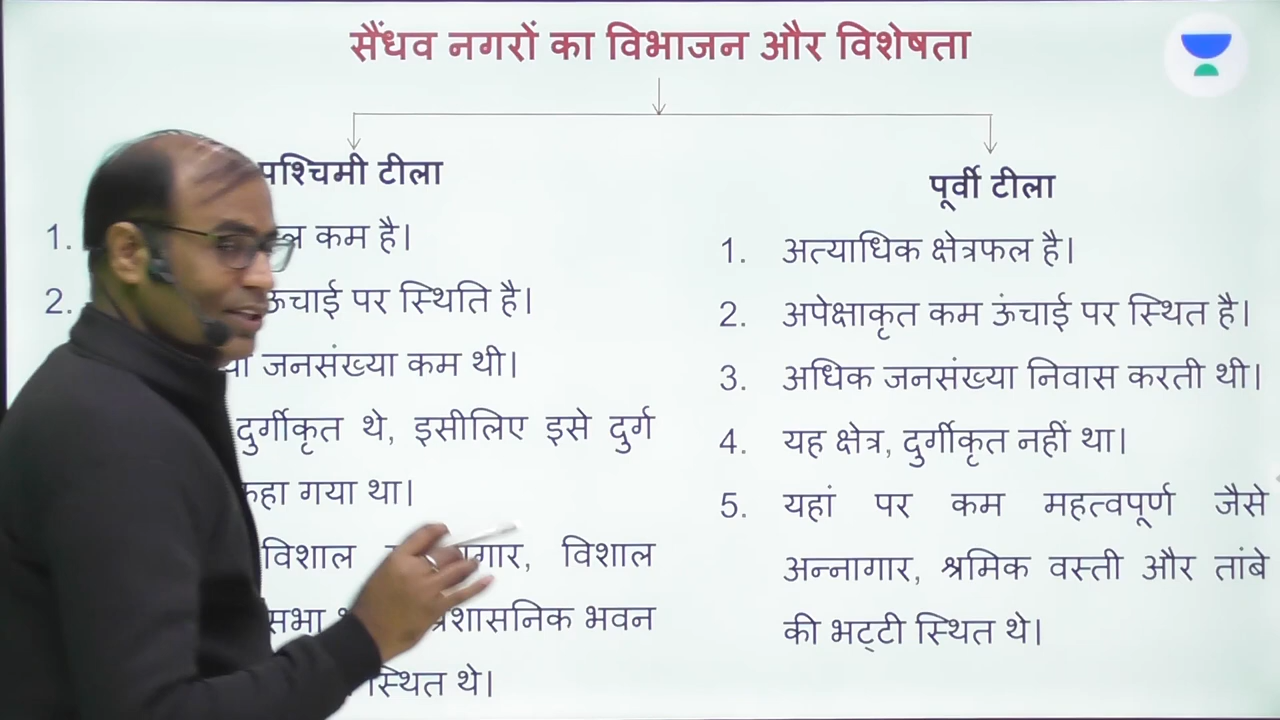 सैंधव नगरों का विभाजन और विशेषता
पश्चिमी टीला
1. कम है।
2. ऊंचाई पर स्थिति है।
जनसंख्या कम थी।
दुर्गीकृत थे, इसीलिए इसे दुर्ग
कहा गया था।
विशाल विशाल
सभा प्रशासनिक भवन
स्थित थे।
पूर्वी टीला
1. अत्याधिक क्षेत्रफल है।
2. अपेक्षाकृत कम ऊंचाई पर स्थित है।
3. अधिक जनसंख्या निवास करती थी।
4. यह क्षेत्र, दुर्गीकृत नहीं था।
5. यहां पर कम महत्वपूर्ण जैसे
अन्नागार, श्रमिक वस्ती और तांबे
की भट्टी स्थित थे।